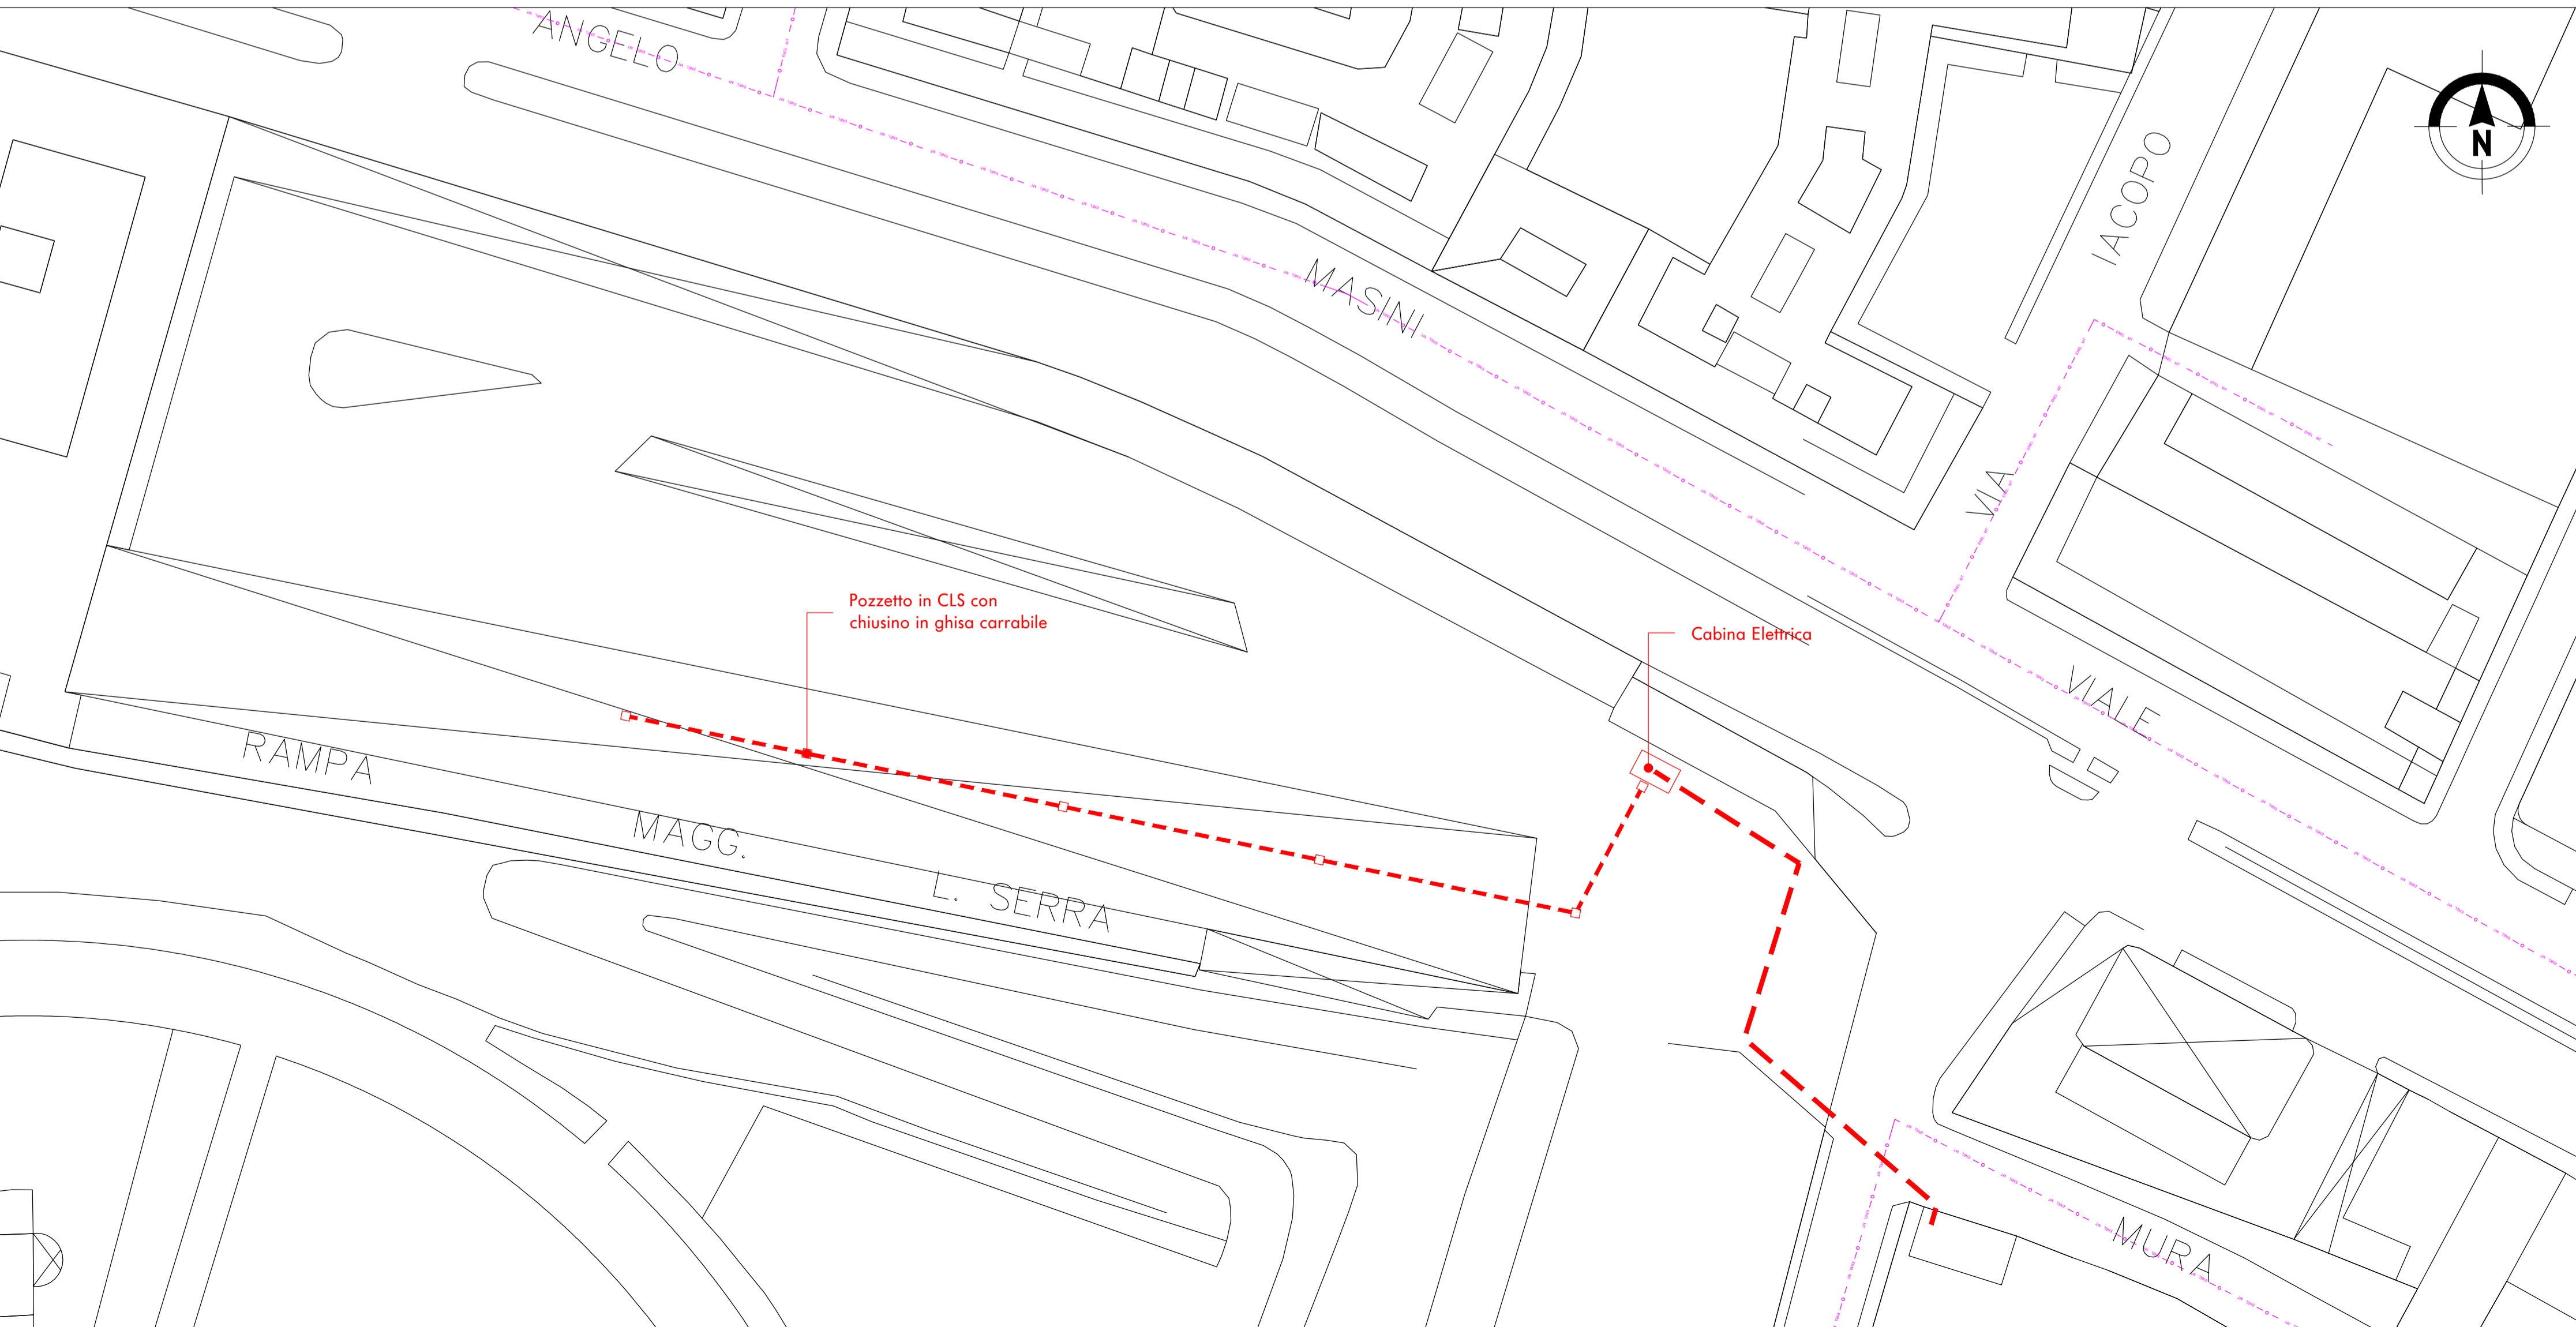 ANGELO
MASINI
IACOPO
VIA
VIALE
N
Pozzetto in CLS con
chiusino in ghisa carrabile
Cabina Elettrica
RAMPA
MAGG.
L. SERRA
MURA